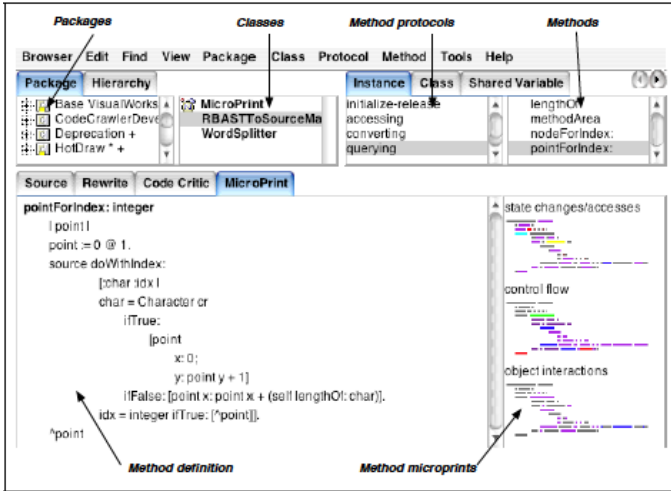 Packages Classes Method protocols Methods
Browser Edit Find View Package Class Protocol Method Tools Help
Package Hierarchy Instance Class Shared Variable
Base VisualWorks MicroPrint initialize-release lengthOf:
CodeCrawlerDeve RBASTToSourceMa accessing methodArea
Deprecation + WordSplitter converting nodeForIndex:
HotDraw * + querying pointForIndex:
Source Rewrite Code Critic MicroPrint
pointForIndex: integer
| point |
point := 0 @ 1.
source doWithIndex:
[:char :idx |
char = Character cr
ifTrue:
[point
x: 0;
y: point y + 1]
ifFalse: [point x: point x + (self lengthOf: char)].
idx = integer ifTrue: [^point]].
^point
state changes/accesses
control flow
object interactions
Method definition Method microprints